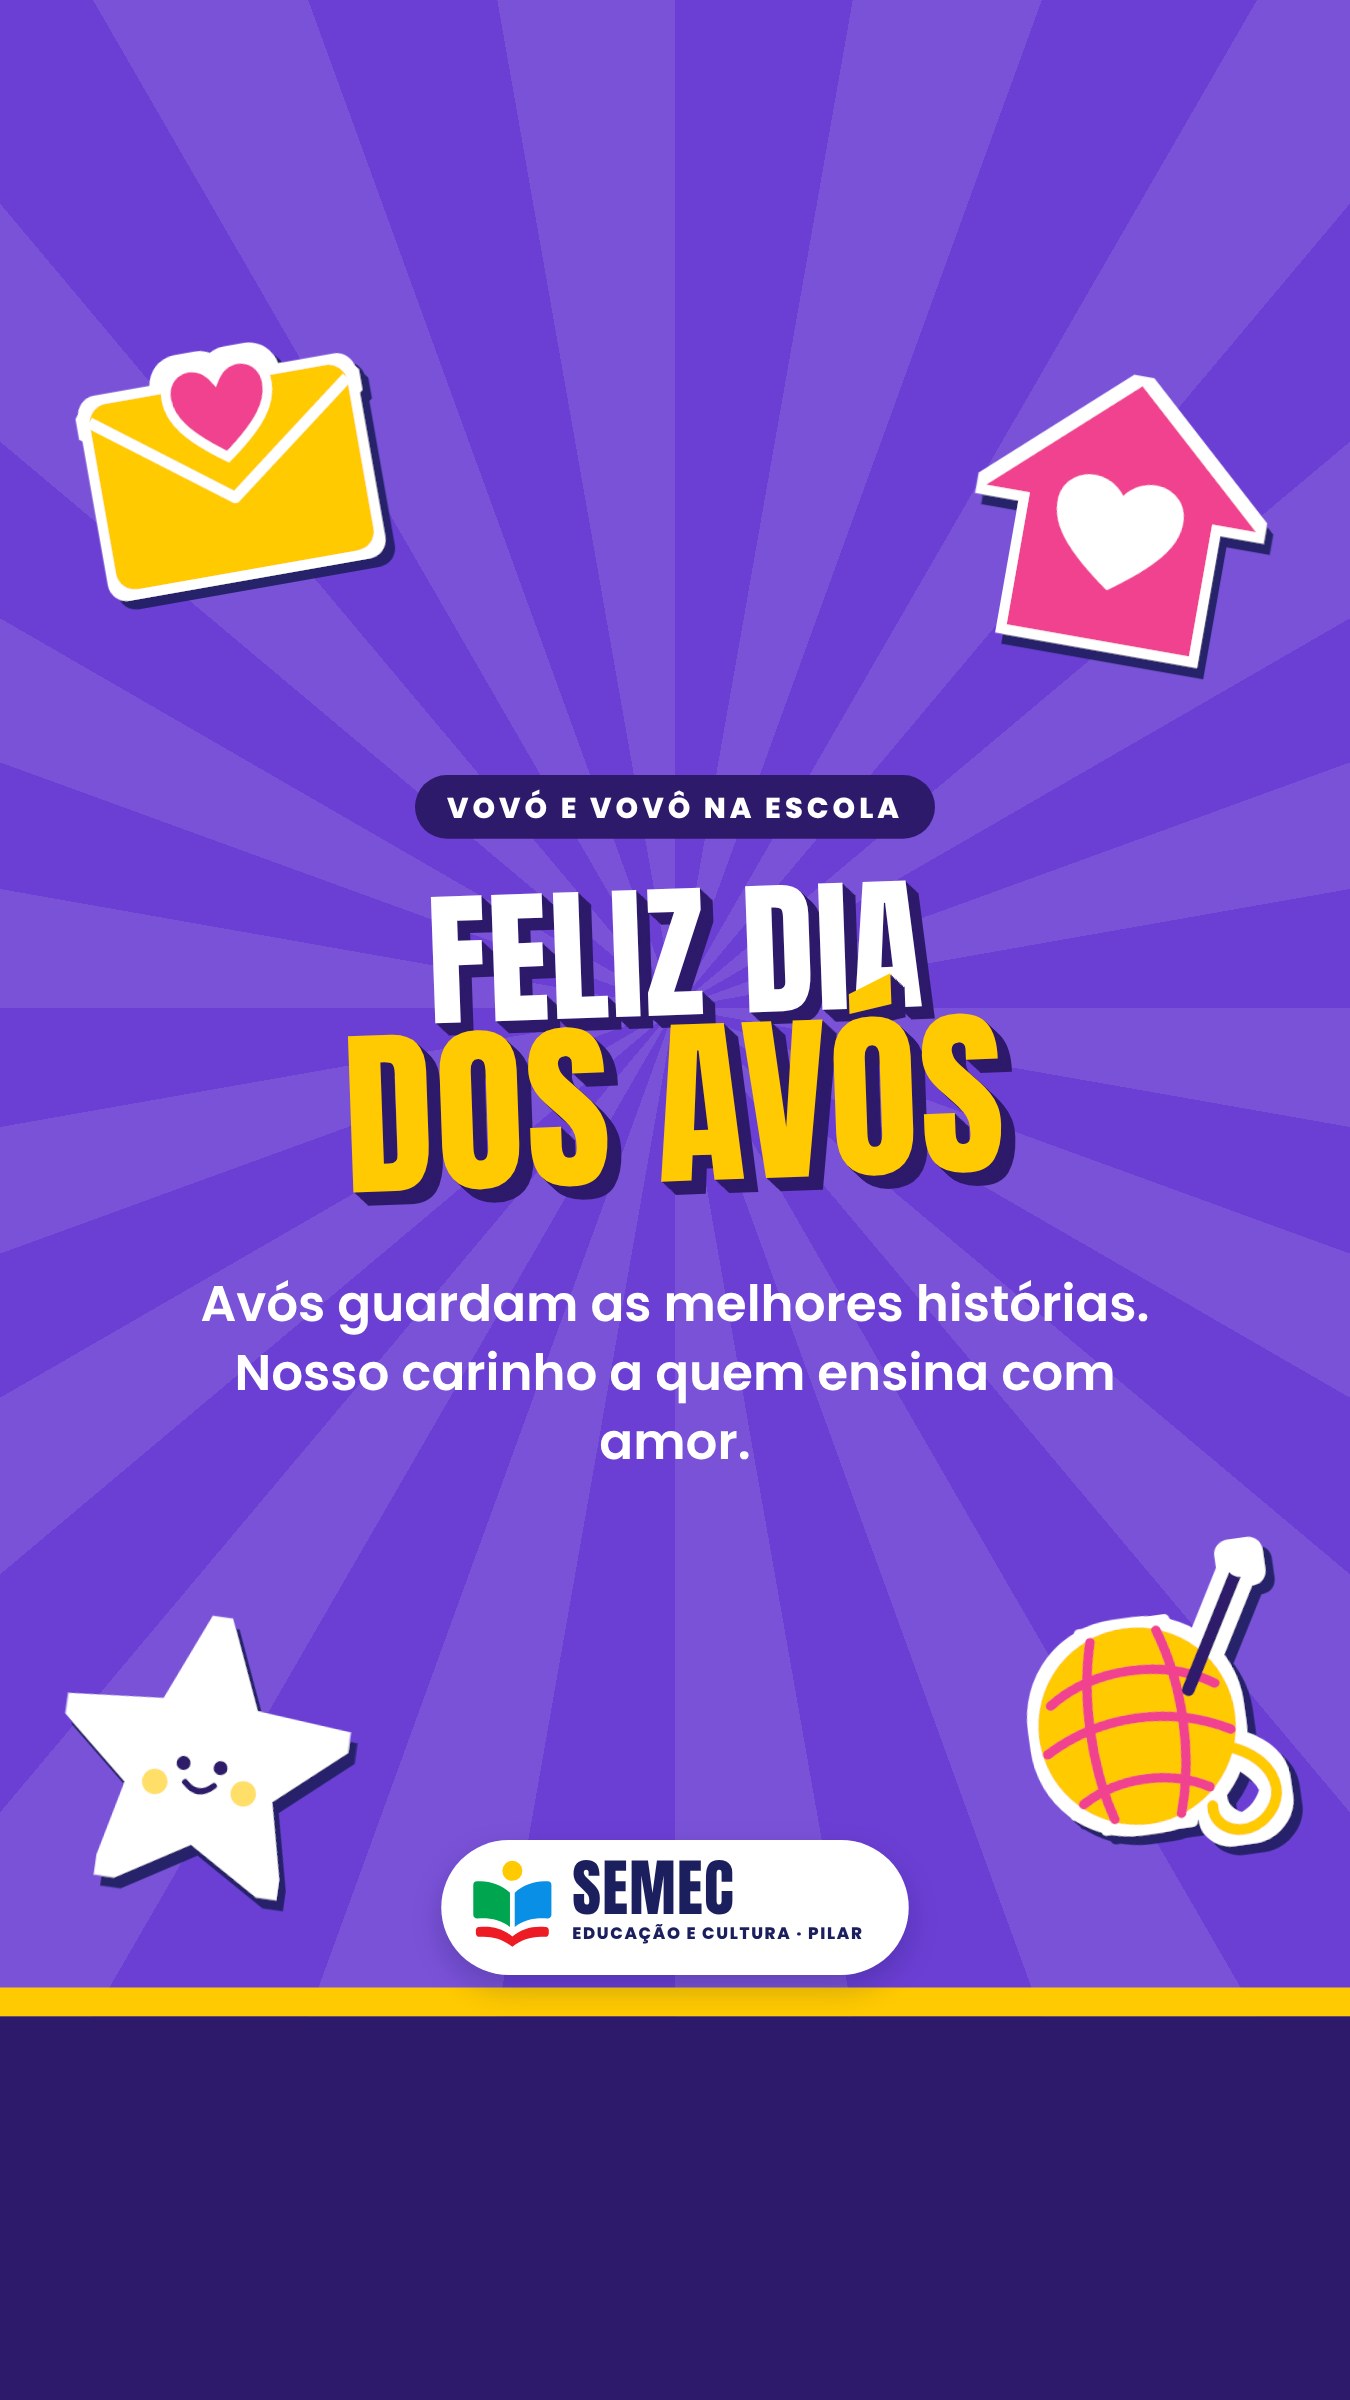 VOVÓ E VOVÔ NA ESCOLA
FELIZ DIA
DOS AVÓS
Avós guardam as melhores histórias.
Nosso carinho a quem ensina com
amor.
SEMEC
EDUCAÇÃO E CULTURA · PILAR